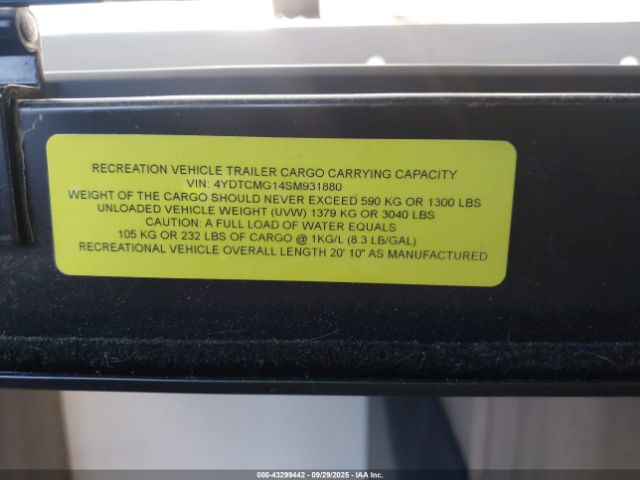 RECREATION VEHICLE TRAILER CARGO CARRYING CAPACITY
VIN: 4YDTCMG14SM931880
WEIGHT OF THE CARGO SHOULD NEVER EXCEED 590 KG OR 1300 LBS
UNLOADED VEHICLE WEIGHT (UVW) 1379 KG OR 3040 LBS
CAUTION: A FULL LOAD OF WATER EQUALS
105 KG OR 232 LBS OF CARGO @ 1KG/L (8.3 LB/GAL)
RECREATIONAL VEHICLE OVERALL LENGTH 20' 10" AS MANUFACTURED
000-43299442 - 09/29/2025 - IAA Inc.